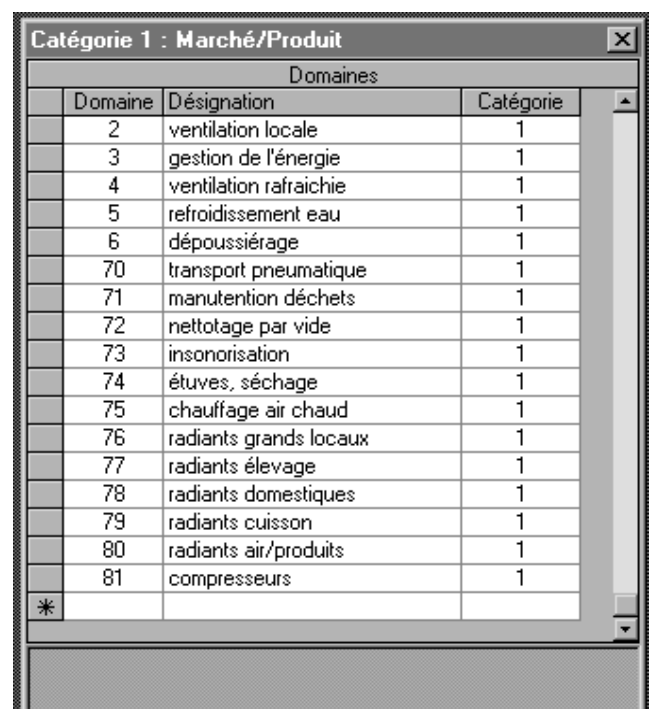 Catégorie 1 : Marché/Produit
Domaines
Domaine Désignation Catégorie
2 ventilation locale 1
3 gestion de l'énergie 1
4 ventilation rafraichie 1
5 refroidissement eau 1
6 dépoussiérage 1
70 transport pneumatique 1
71 manutention déchets 1
72 nettotage par vide 1
73 insonorisation 1
74 étuves, séchage 1
75 chauffage air chaud 1
76 radiants grands locaux 1
77 radiants élevage 1
78 radiants domestiques 1
79 radiants cuisson 1
80 radiants air/produits 1
81 compresseurs 1